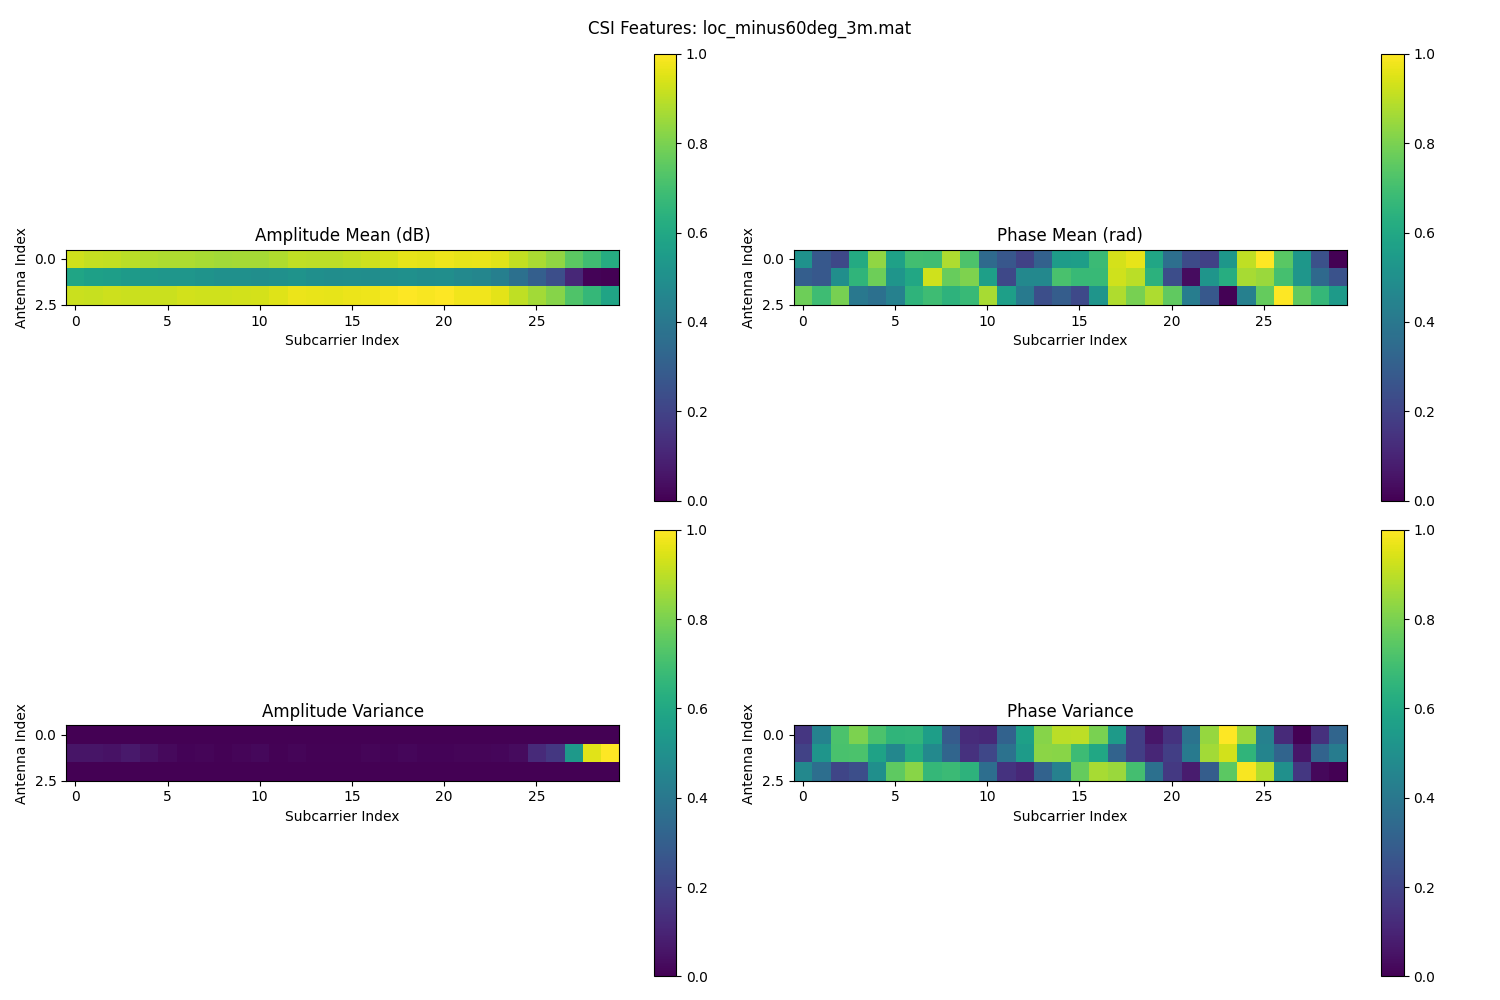 CSI Features: loc_minus60deg_3m.mat
Amplitude Mean (dB)
Antenna Index
0.0
2.5
0 5 10 15 20 25
Subcarrier Index
1.0
0.8
0.6
0.4
0.2
0.0
Phase Mean (rad)
Antenna Index
0.0
2.5
0 5 10 15 20 25
Subcarrier Index
1.0
0.8
0.6
0.4
0.2
0.0
Amplitude Variance
Antenna Index
0.0
2.5
0 5 10 15 20 25
Subcarrier Index
1.0
0.8
0.6
0.4
0.2
0.0
Phase Variance
Antenna Index
0.0
2.5
0 5 10 15 20 25
Subcarrier Index
1.0
0.8
0.6
0.4
0.2
0.0